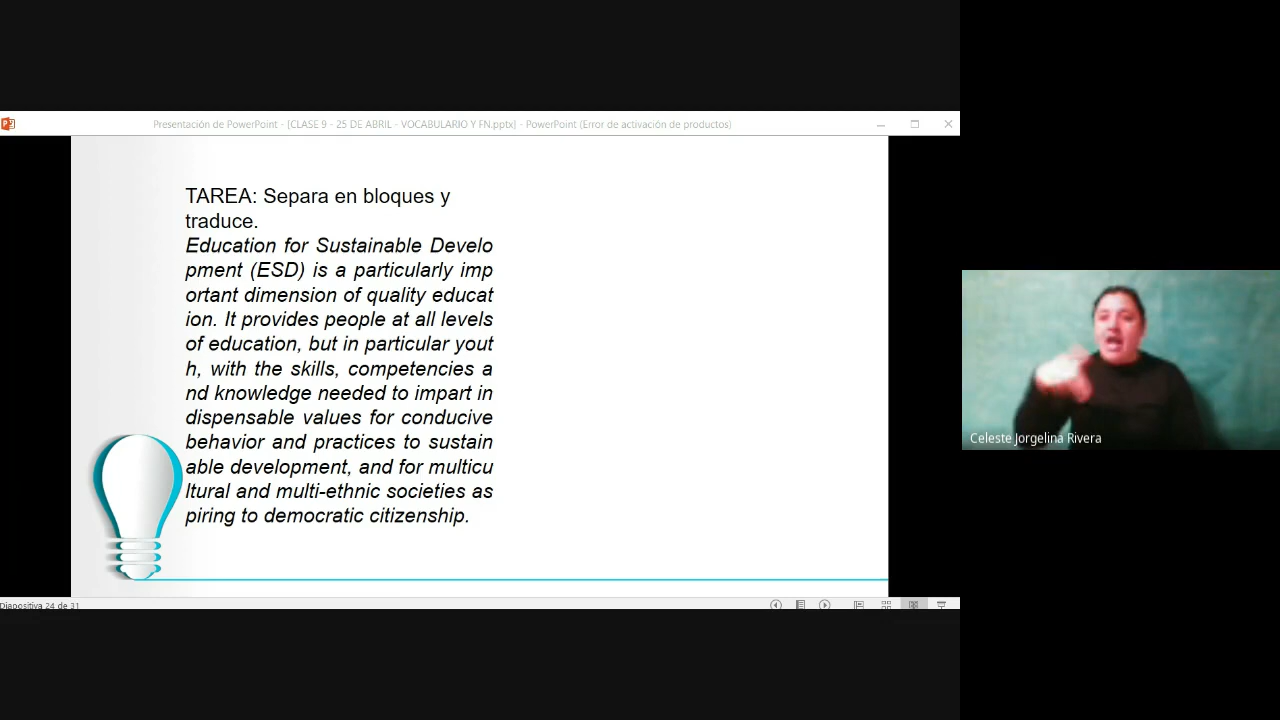 Presentación de PowerPoint - [CLASE 9 - 25 DE ABRIL - VOCABULARIO Y FN.pptx] - PowerPoint (Error de activación de productos)
TAREA: Separa en bloques y
traduce.
Education for Sustainable Develo
pment (ESD) is a particularly imp
ortant dimension of quality educat
ion. It provides people at all levels
of education, but in particular yout
h, with the skills, competencies a
nd knowledge needed to impart in
dispensable values for conducive
behavior and practices to sustain
able development, and for multicu
ltural and multi-ethnic societies as
piring to democratic citizenship.
Celeste Jorgelina Rivera
Diapositiva 24 de 31